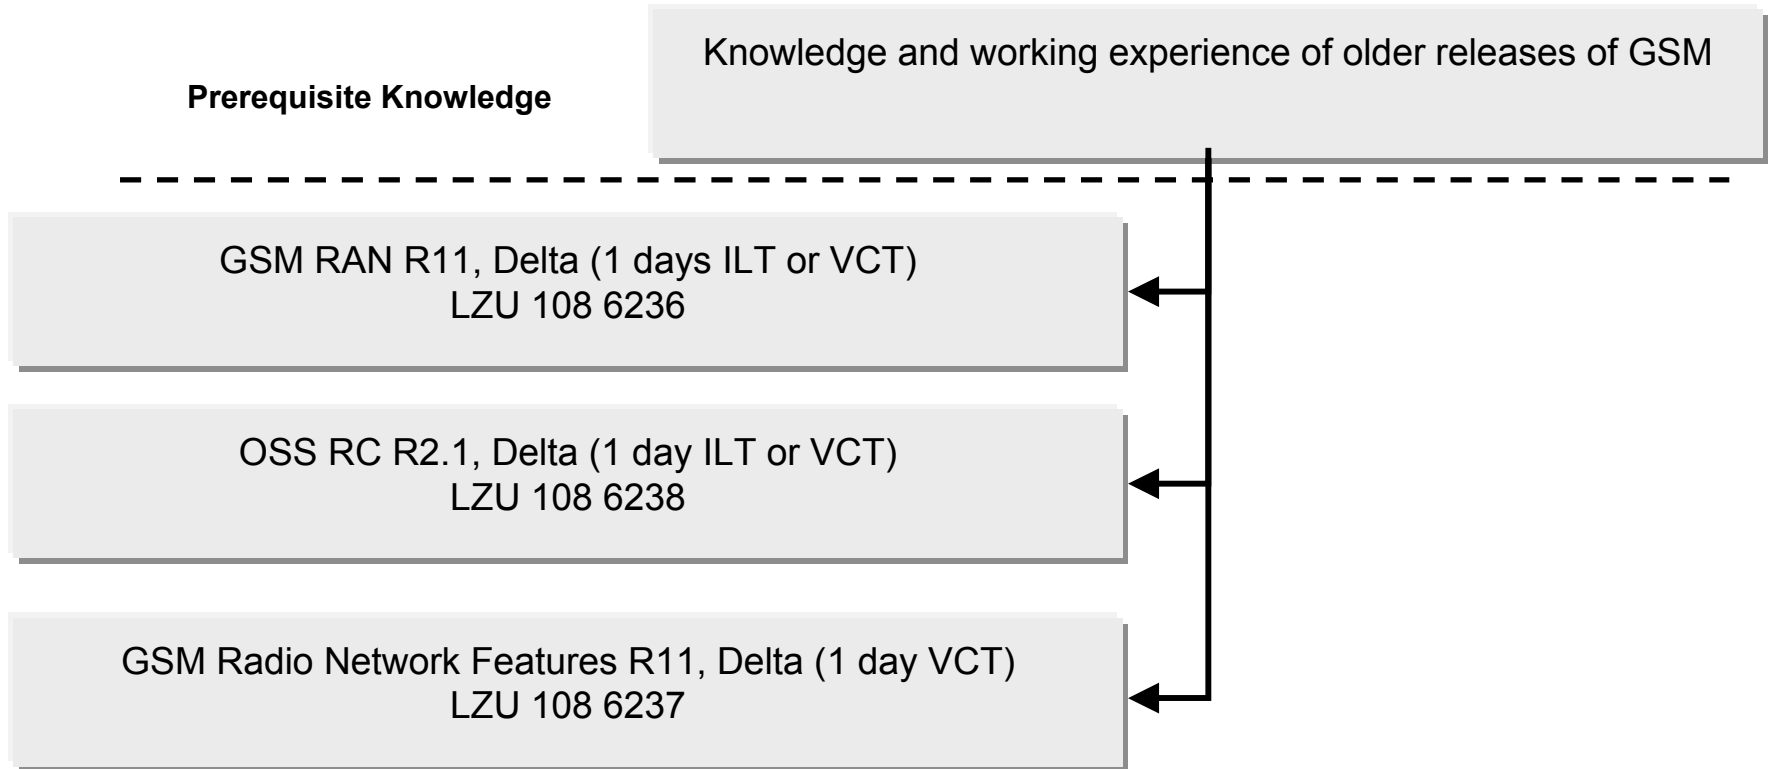 Knowledge and working experience of older releases of GSM
Prerequisite Knowledge
GSM RAN R11, Delta (1 days ILT or VCT)
LZU 108 6236
OSS RC R2.1, Delta (1 day ILT or VCT)
LZU 108 6238
GSM Radio Network Features R11, Delta (1 day VCT)
LZU 108 6237